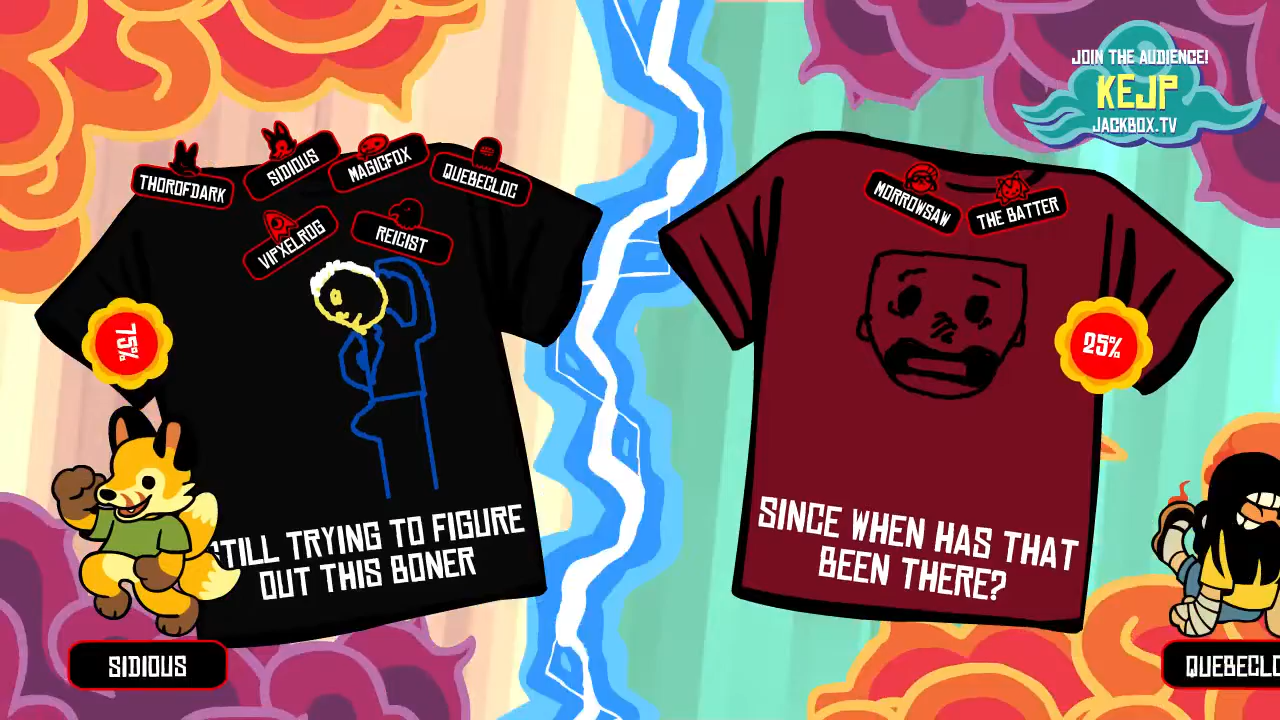 JOIN THE AUDIENCE!
KEJP
JACKBOX.TV
THOROFDARK
SIDIOUS
MAGICFOX
QUEBECLOC
VIPXELROG
REICIST
MORROWSAW
THE BATTER
75%
25%
STILL TRYING TO FIGURE
OUT THIS BONER
SINCE WHEN HAS THAT
BEEN THERE?
SIDIOUS
QUEBECLO